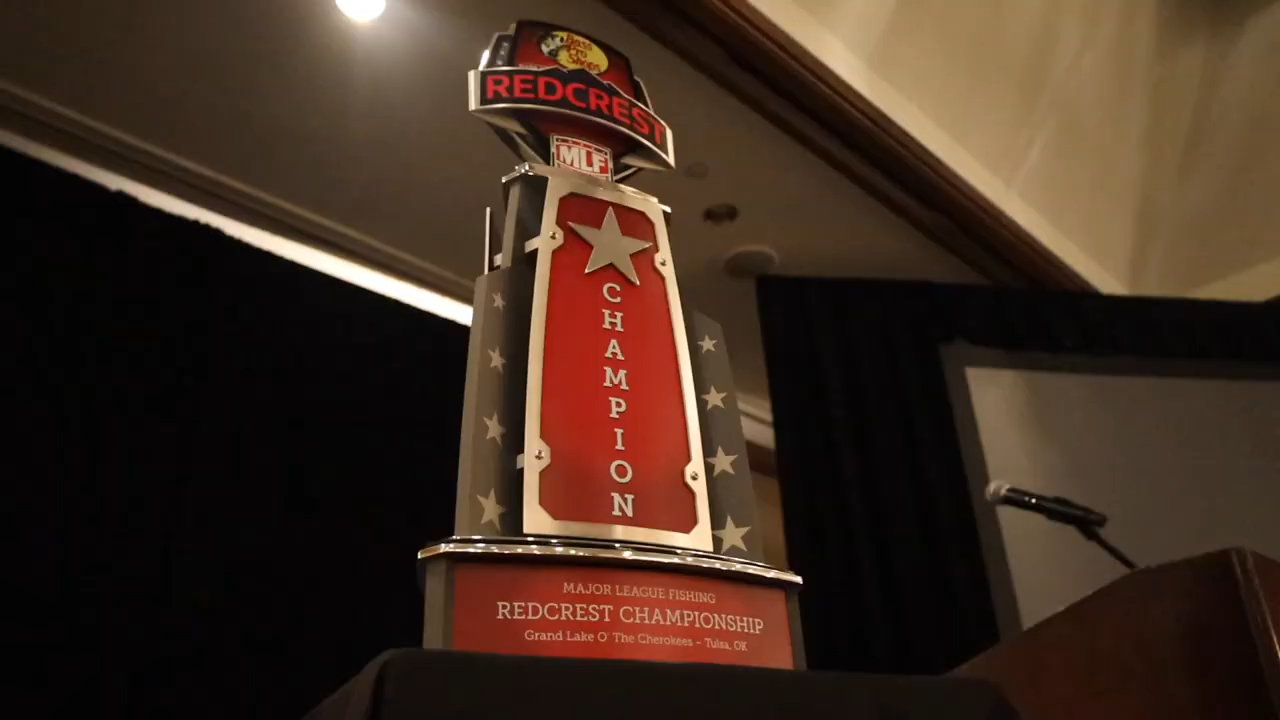 Bass
Pro
Shops
REDCREST
MLF
CHAMPION
MAJOR LEAGUE FISHING
REDCREST CHAMPIONSHIP
Grand Lake O' The Cherokees – Tulsa, OK